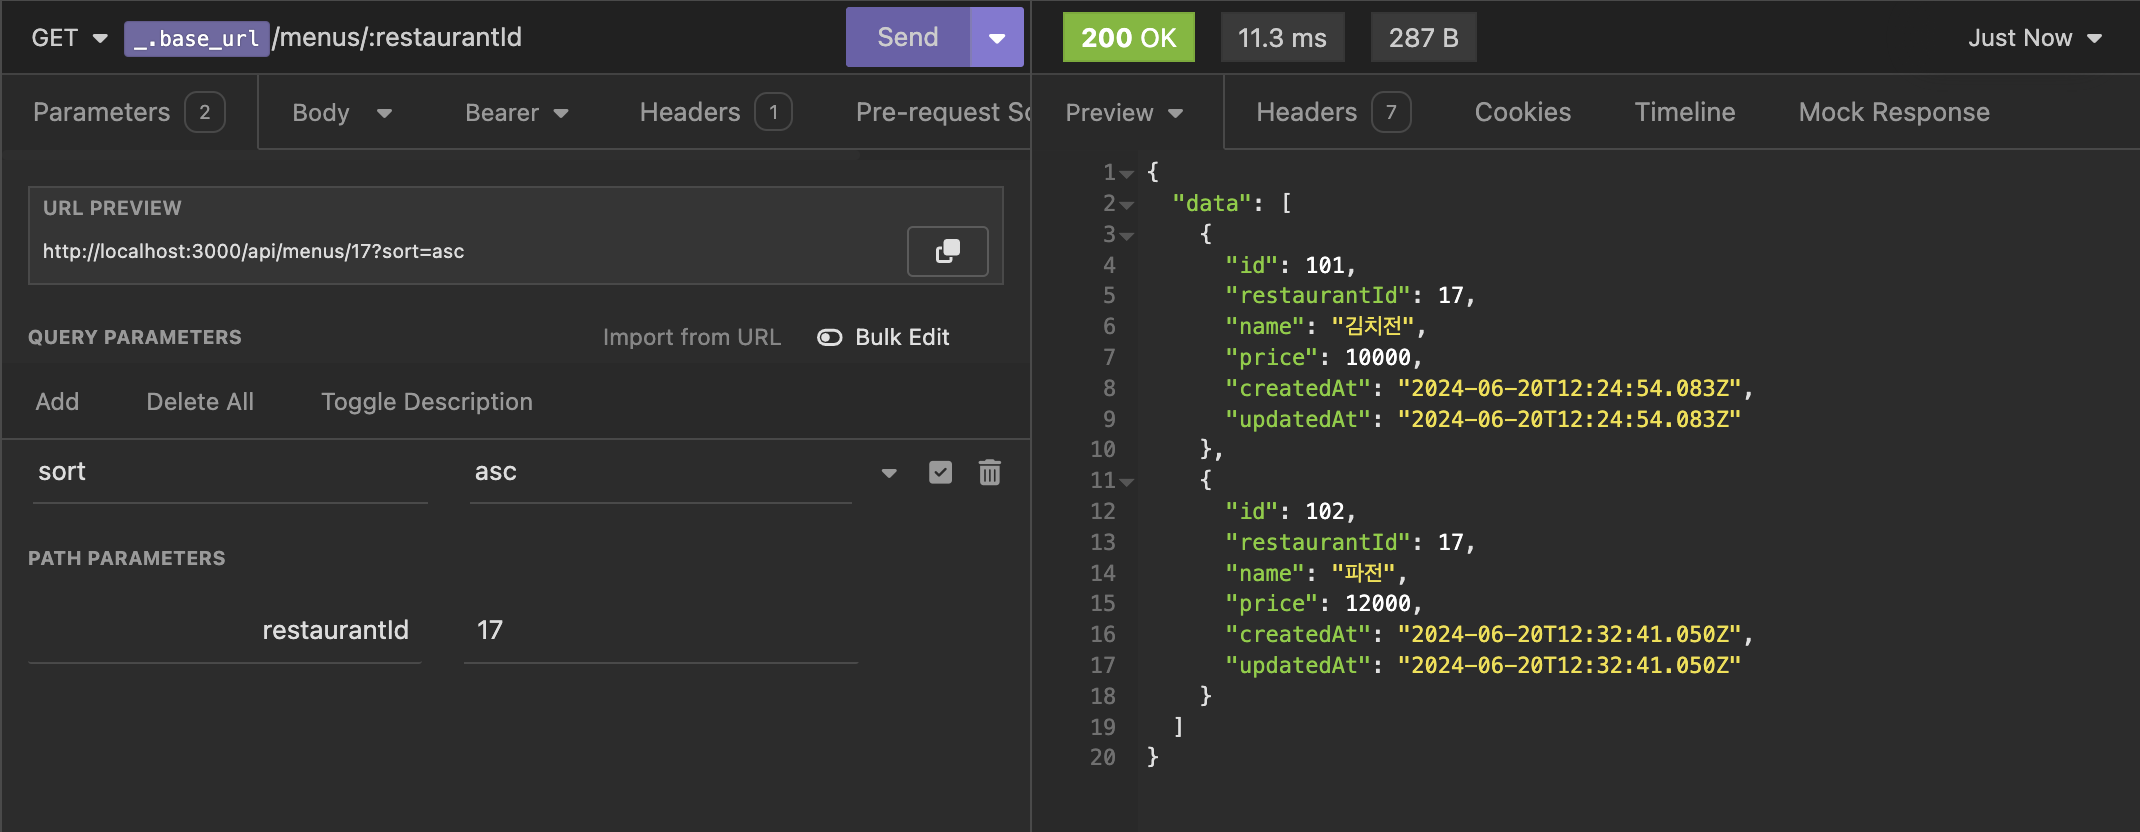 GET _.base_url/menus/:restaurantId Send
Parameters 2 Body Bearer Headers 1 Pre-request Sc
URL PREVIEW
http://localhost:3000/api/menus/17?sort=asc
QUERY PARAMETERS Import from URL Bulk Edit
Add Delete All Toggle Description
sort asc
PATH PARAMETERS
restaurantId 17
200 OK 11.3 ms 287 B Just Now
Preview Headers 7 Cookies Timeline Mock Response
1 {
2 "data": [
3 {
4 "id": 101,
5 "restaurantId": 17,
6 "name": "김치전",
7 "price": 10000,
8 "createdAt": "2024-06-20T12:24:54.083Z",
9 "updatedAt": "2024-06-20T12:24:54.083Z"
10 },
11 {
12 "id": 102,
13 "restaurantId": 17,
14 "name": "파전",
15 "price": 12000,
16 "createdAt": "2024-06-20T12:32:41.050Z",
17 "updatedAt": "2024-06-20T12:32:41.050Z"
18 }
19 ]
20 }